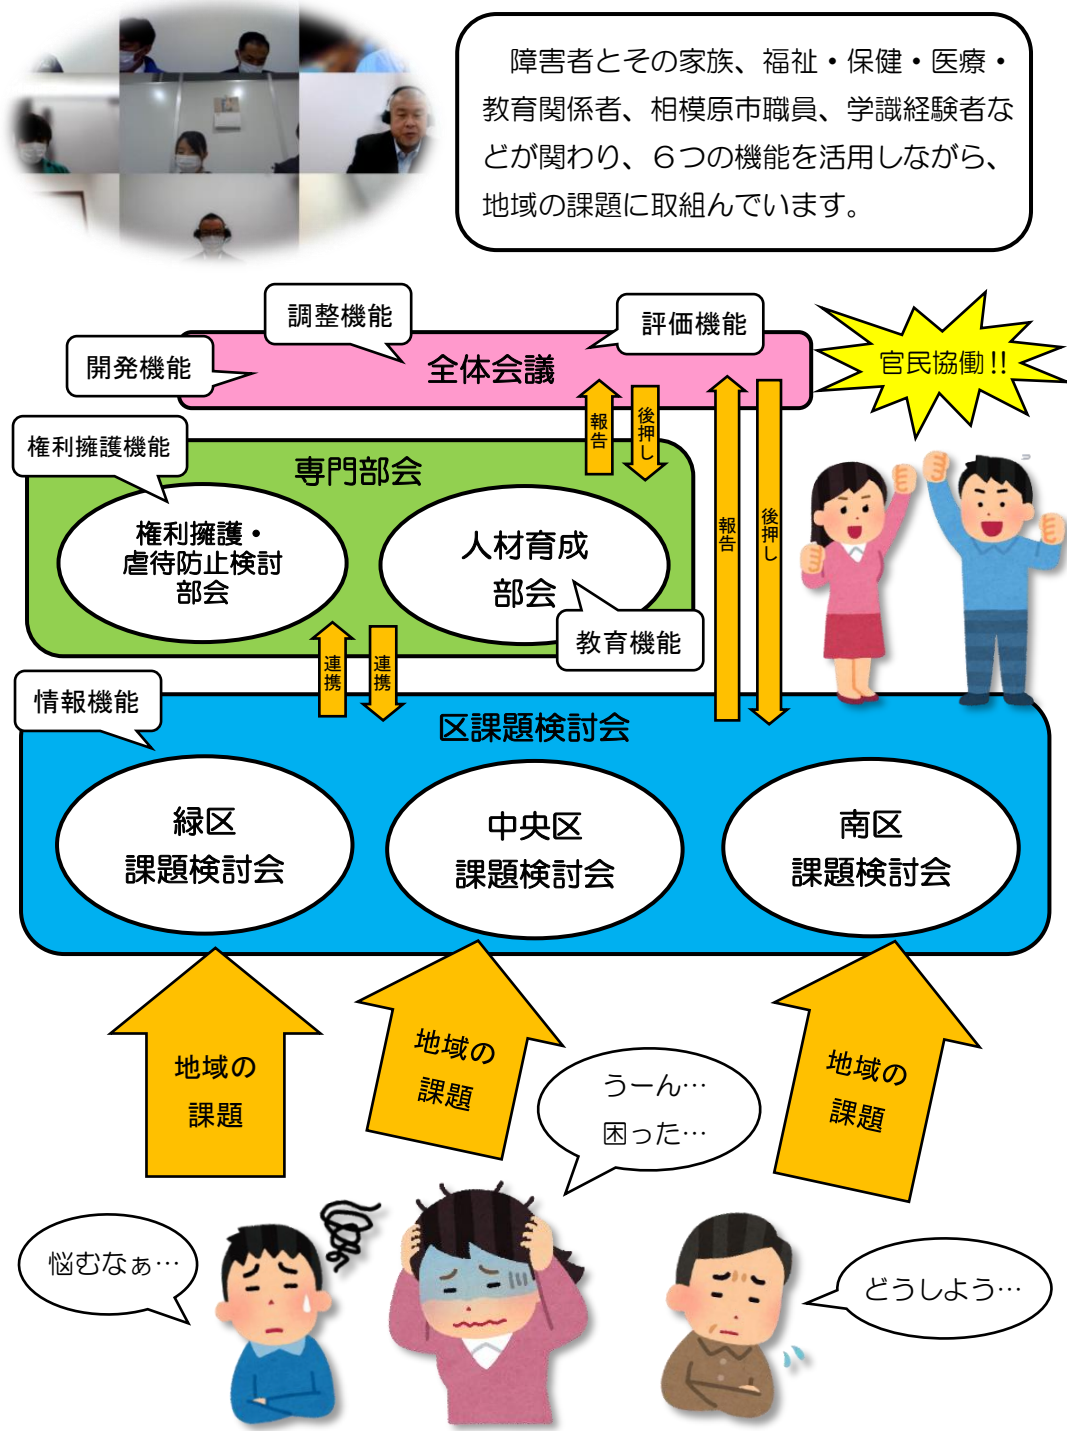 障害者とその家族、福祉・保健・医療・
教育関係者、相模原市職員、学識経験者な
どが関わり、６つの機能を活用しながら、
地域の課題に取組んでいます。
調整機能
評価機能
開発機能
全体会議
官民協働!!
報告
後押し
報告
後押し
権利擁護機能
専門部会
権利擁護・
虐待防止検討
部会
人材育成
部会
教育機能
連携
連携
情報機能
区課題検討会
緑区
課題検討会
中央区
課題検討会
南区
課題検討会
地域の
課題
地域の
課題
地域の
課題
うーん…
困った…
悩むなぁ…
どうしよう…